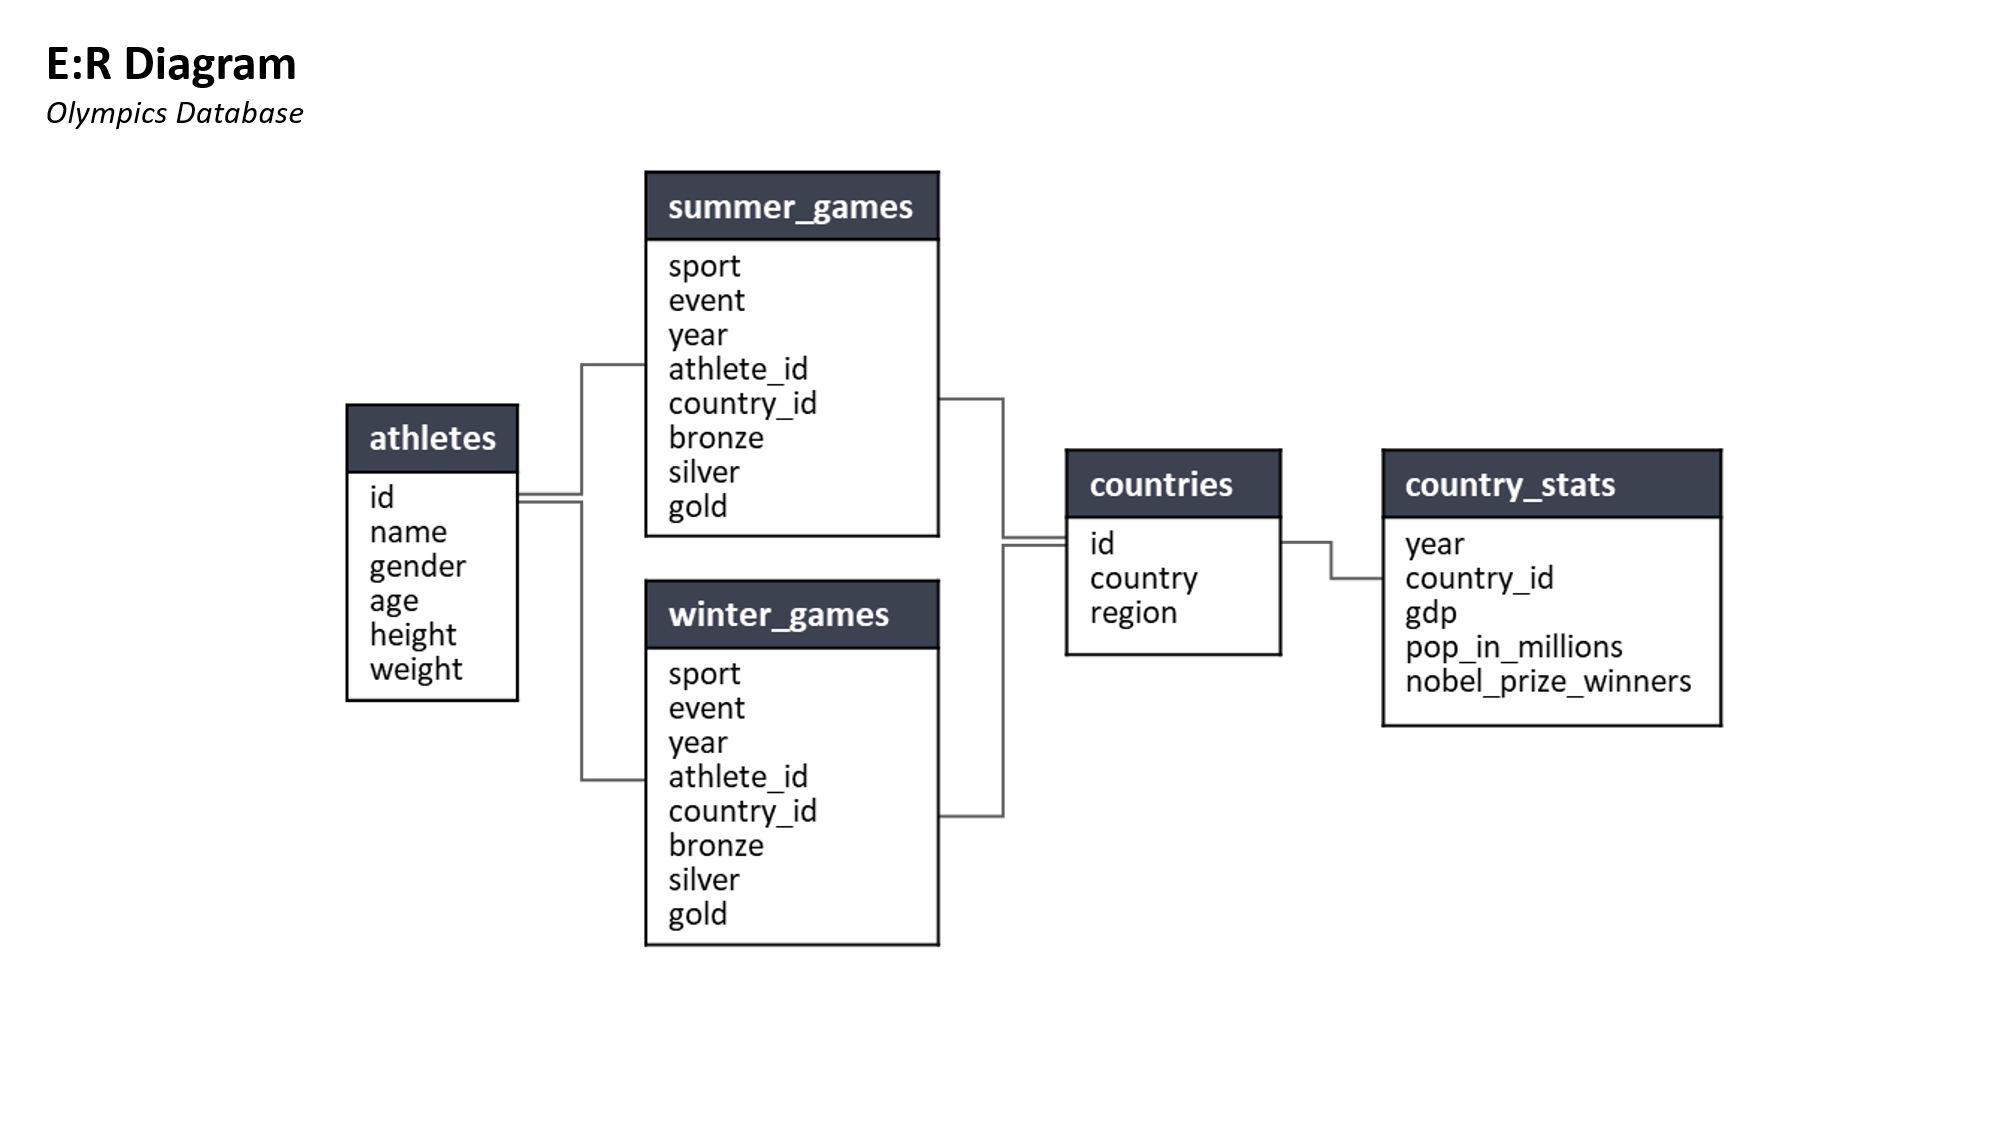 E:R Diagram
Olympics Database
athletes
id
name
gender
age
height
weight
summer_games
sport
event
year
athlete_id
country_id
bronze
silver
gold
winter_games
sport
event
year
athlete_id
country_id
bronze
silver
gold
countries
id
country
region
country_stats
year
country_id
gdp
pop_in_millions
nobel_prize_winners